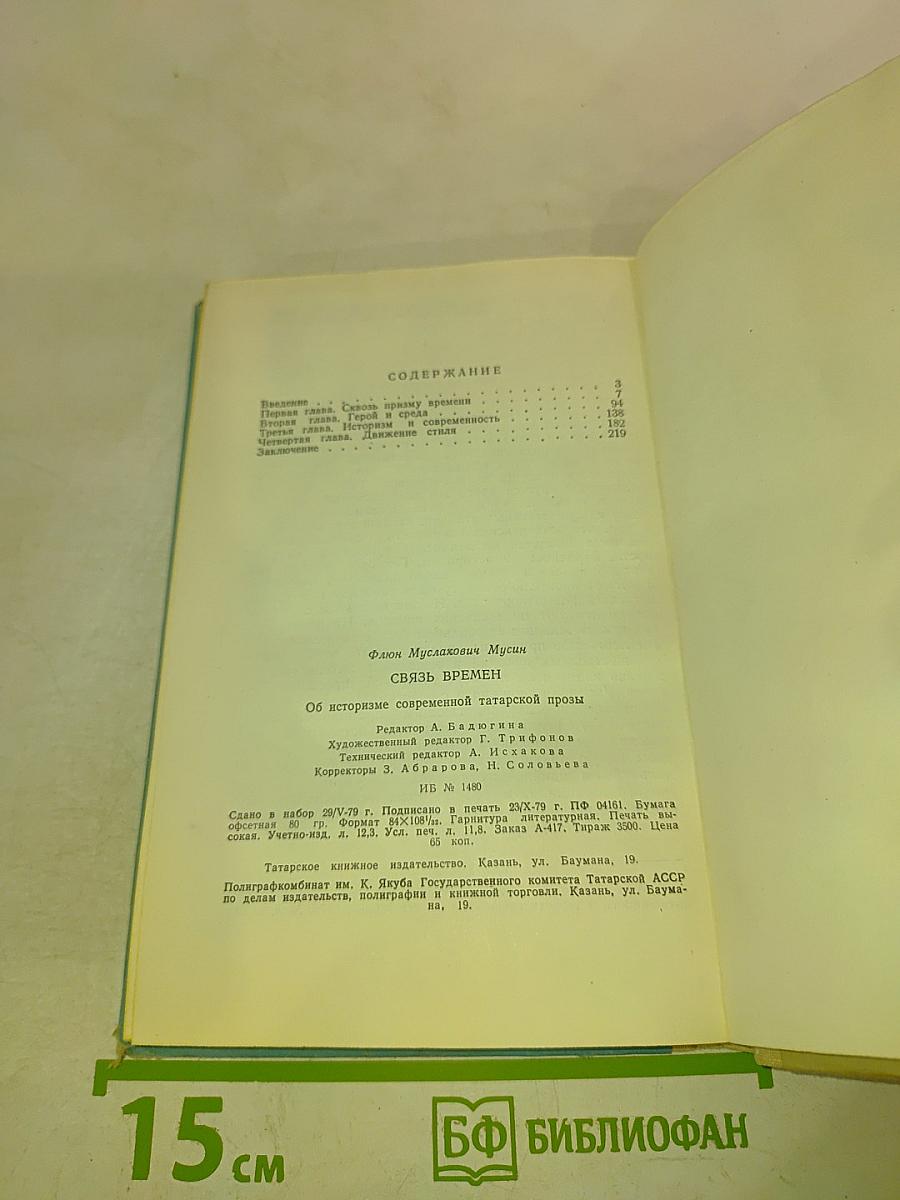 СОДЕРЖАНИЕ
Введение . . . . . . . . . . . . . . . . 3
Первая глава. Сквозь призму времени . . . . . . . 7
Вторая глава. Герой и среда . . . . . . . . . 94
Третья глава. Историзм и современность . . . . . . 138
Четвертая глава. Движение стиля . . . . . . . . 182
Заключение . . . . . . . . . . . . . . . 219
Флюн Муслахович Мусин
СВЯЗЬ ВРЕМЕН
Об историзме современной татарской прозы
Редактор А. Бадюгина
Художественный редактор Г. Трифонов
Технический редактор А. Исхакова
Корректоры З. Абрарова, Н. Соловьева
ИБ № 1480
Сдано в набор 29/V-79 г. Подписано в печать 23/X-79 г. ПФ 04161. Бумага
офсетная 80 гр. Формат 84×108¹/₃₂. Гарнитура литературная. Печать вы-
сокая. Учетно-изд. л. 12,3. Усл. печ. л. 11,8. Заказ А-417. Тираж 3500. Цена
65 коп.
Татарское книжное издательство. Казань, ул. Баумана, 19.
Полиграфкомбинат им. К. Якуба Государственного комитета Татарской АССР
по делам издательств, полиграфии и книжной торговли. Казань, ул. Баума-
на, 19.
15 см
БФ БИБЛИОФАН